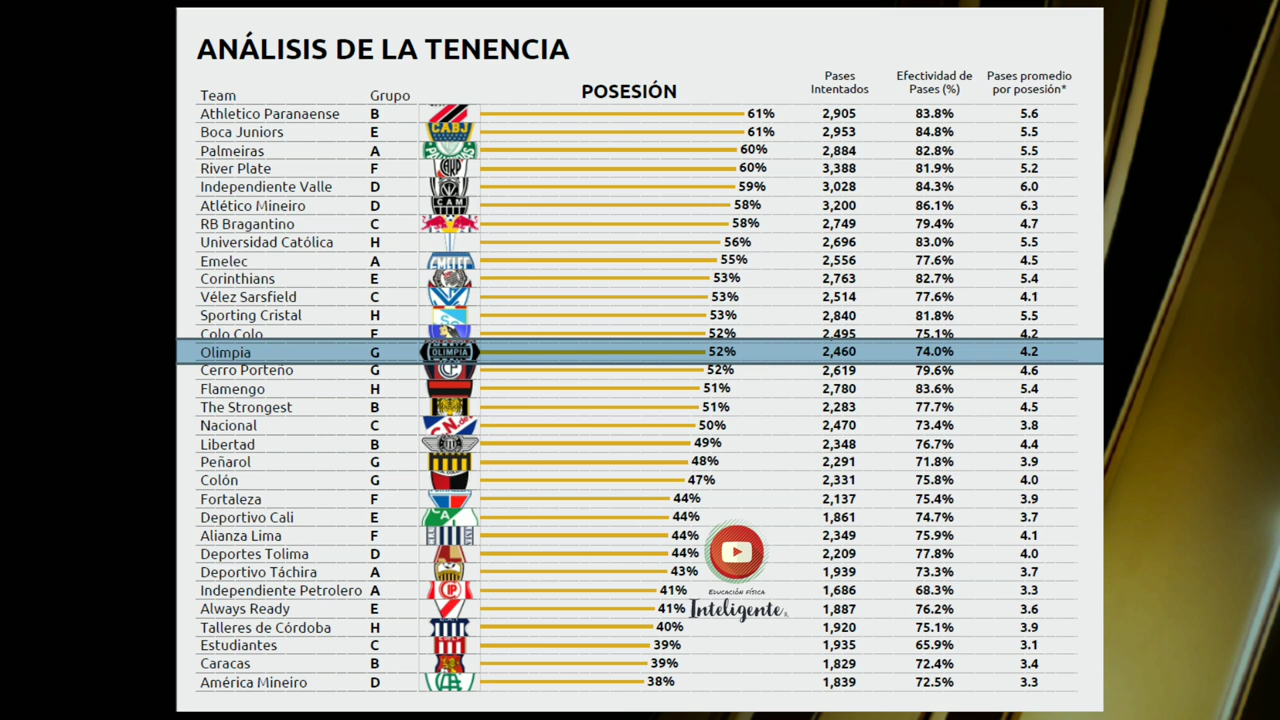 ANÁLISIS DE LA TENENCIA
Team Grupo POSESIÓN Pases Intentados Efectividad de Pases (%) Pases promedio por posesión*
Athletico Paranaense B 61% 2,905 83.8% 5.6
Boca Juniors E CABJ 61% 2,953 84.8% 5.5
Palmeiras A 60% 2,884 82.8% 5.5
River Plate F 60% 3,388 81.9% 5.2
Independiente Valle D 59% 3,028 84.3% 6.0
Atlético Mineiro D CAM 58% 3,200 86.1% 6.3
RB Bragantino C 58% 2,749 79.4% 4.7
Universidad Católica H 56% 2,696 83.0% 5.5
Emelec A EMELEC 55% 2,556 77.6% 4.5
Corinthians E 53% 2,763 82.7% 5.4
Vélez Sarsfield C 53% 2,514 77.6% 4.1
Sporting Cristal H 53% 2,840 81.8% 5.5
Colo Colo F 52% 2,495 75.1% 4.2
Olimpia G OLIMPIA 52% 2,460 74.0% 4.2
Cerro Porteño G 52% 2,619 79.6% 4.6
Flamengo H 51% 2,780 83.6% 5.4
The Strongest B 51% 2,283 77.7% 4.5
Nacional C C.N.de 50% 2,470 73.4% 3.8
Libertad B 49% 2,348 76.7% 4.4
Peñarol G 48% 2,291 71.8% 3.9
Colón G 47% 2,331 75.8% 4.0
Fortaleza F 44% 2,137 75.4% 3.9
Deportivo Cali E CA 44% 1,861 74.7% 3.7
Alianza Lima F 44% 2,349 75.9% 4.1
Deportes Tolima D 44% 2,209 77.8% 4.0
Deportivo Táchira A 43% 1,939 73.3% 3.7
Independiente Petrolero A IP 41% 1,686 68.3% 3.3
Always Ready E 41% 1,887 76.2% 3.6
Talleres de Córdoba H 40% 1,920 75.1% 3.9
Estudiantes C 39% 1,935 65.9% 3.1
Caracas B 39% 1,829 72.4% 3.4
América Mineiro D 38% 1,839 72.5% 3.3
Educación física
Inteligente